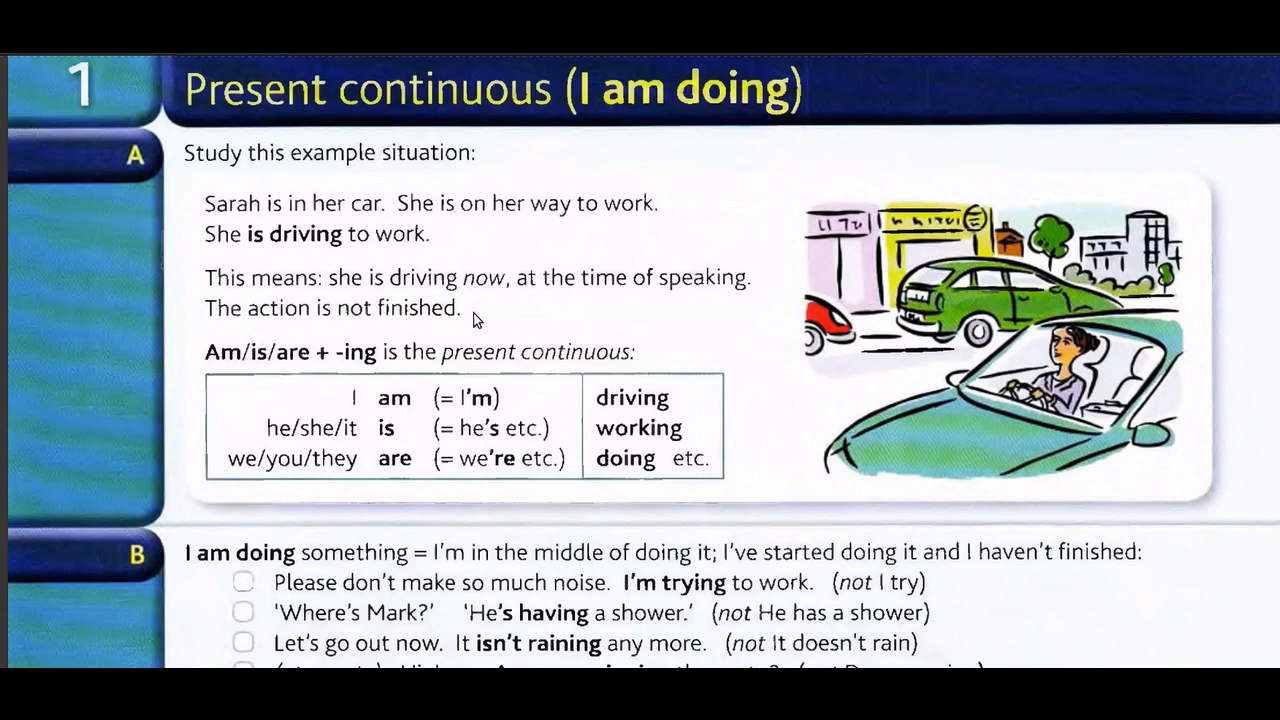 1
Present continuous (I am doing)
A
Study this example situation:
Sarah is in her car. She is on her way to work.
She is driving to work.
This means: she is driving now, at the time of speaking.
The action is not finished.
Am/is/are + -ing is the present continuous:
I am (= I'm) driving
he/she/it is (= he's etc.) working
we/you/they are (= we're etc.) doing etc.
B
I am doing something = I'm in the middle of doing it; I've started doing it and I haven't finished:
Please don't make so much noise. I'm trying to work. (not I try)
'Where's Mark?' 'He's having a shower.' (not He has a shower)
Let's go out now. It isn't raining any more. (not It doesn't rain)